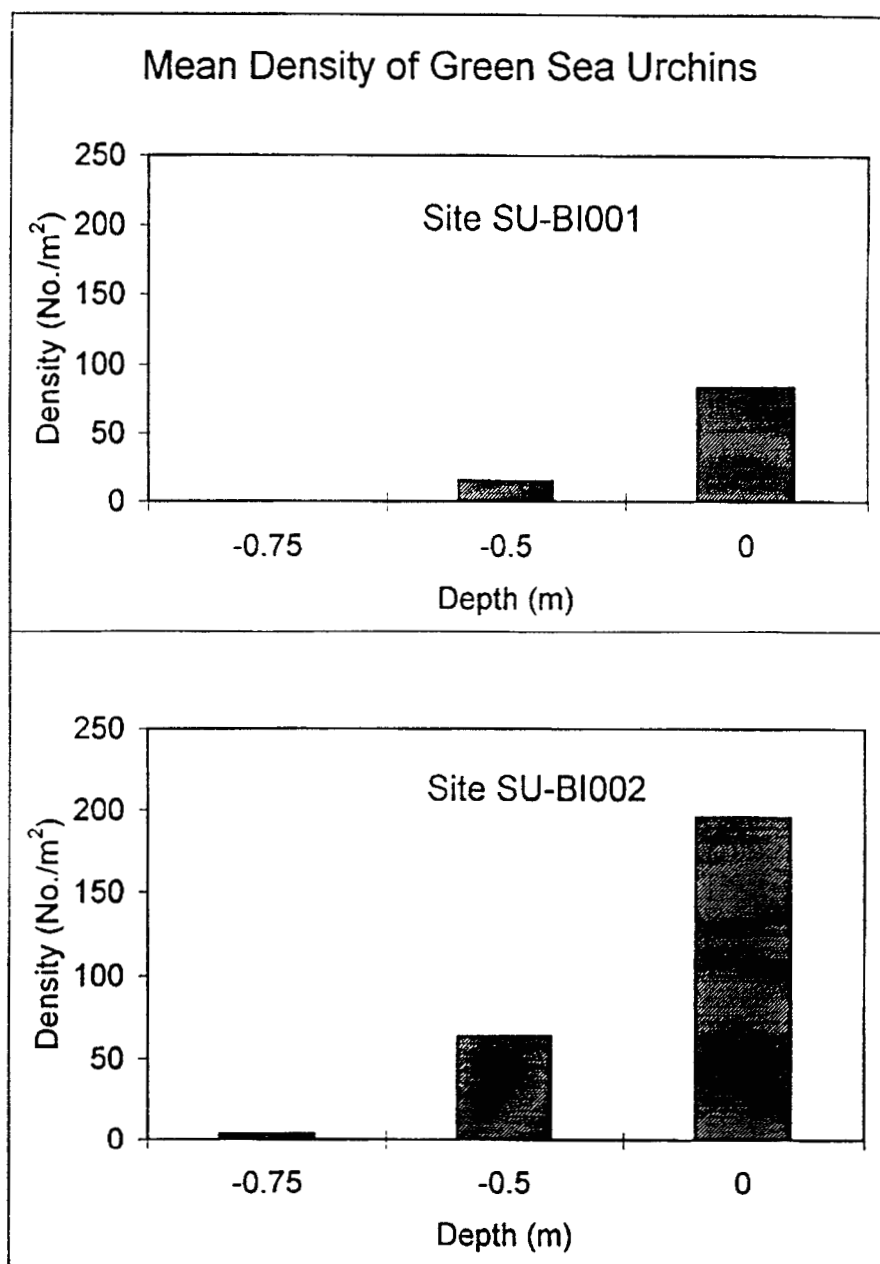 Mean Density of Green Sea Urchins
250
200
150
100
50
0
Density (No./m²)
Site SU-BI001
-0.75 -0.5 0
Depth (m)
250
200
150
100
50
0
Density (No./m²)
Site SU-BI002
-0.75 -0.5 0
Depth (m)